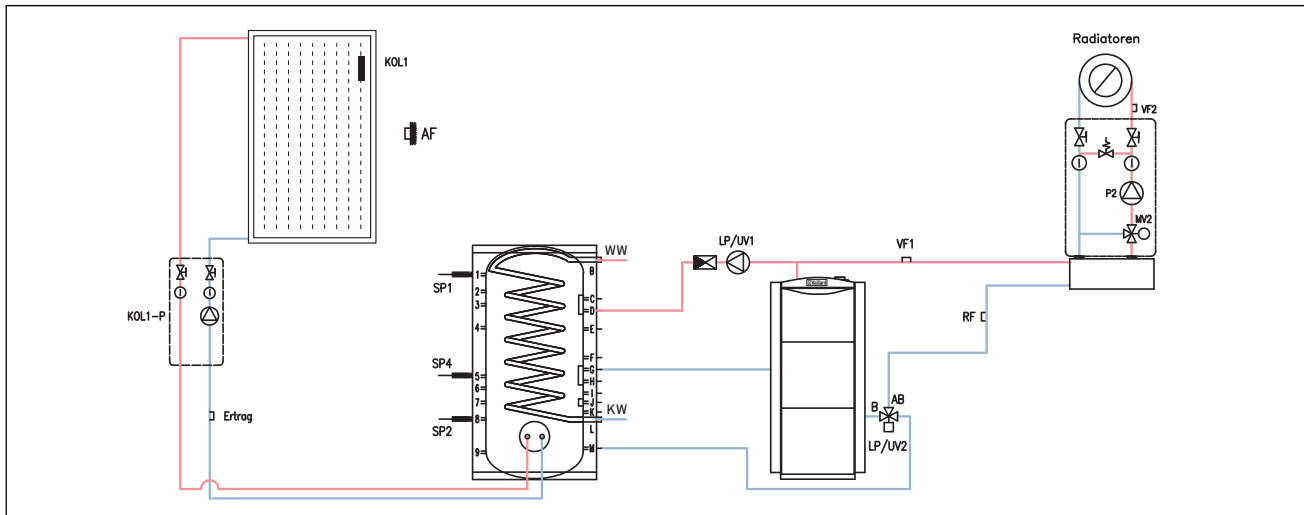 Radiatoren
KOL1
VF2
AF
P2
MV2
LP/UV1
VF1
WW
B
1
SP1
2
C
3
D
KOL1-P
4
E
RF
F
SP4
G
5
H
6
I
7
J
AB
K
B
Ertrag
8
KW
SP2
L
LP/UV2
M
9